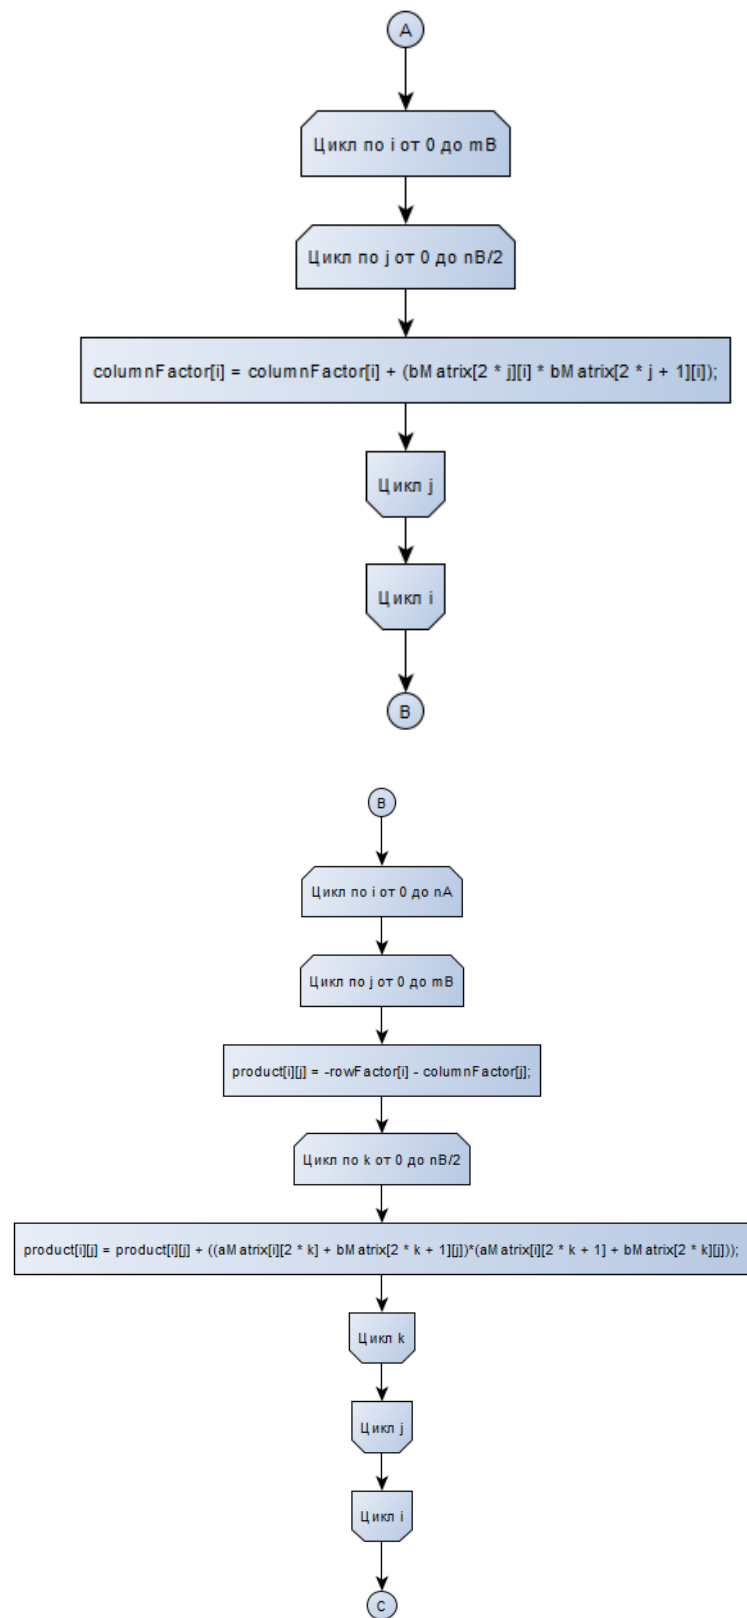 A
Цикл по i от 0 до mB
Цикл по j от 0 до nB/2
columnFactor[i] = columnFactor[i] + (bMatrix[2 * j][i] * bMatrix[2 * j + 1][i]);
Цикл j
Цикл i
B
B
Цикл по i от 0 до nA
Цикл по j от 0 до mB
product[i][j] = -rowFactor[i] - columnFactor[j];
Цикл по k от 0 до nB/2
product[i][j] = product[i][j] + ((aMatrix[i][2 * k] + bMatrix[2 * k + 1][j])*(aMatrix[i][2 * k + 1] + bMatrix[2 * k][j]));
Цикл k
Цикл j
Цикл i
C